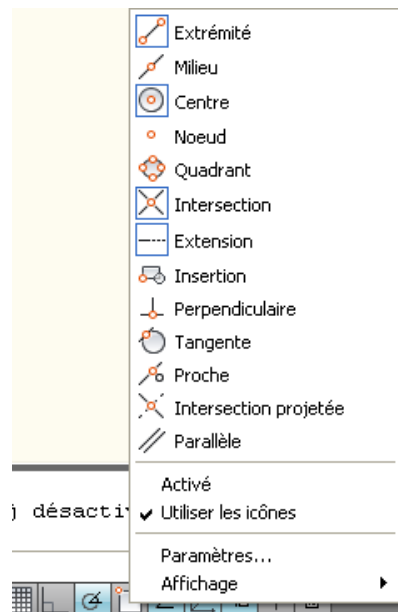 Extrémité
Milieu
Centre
Noeud
Quadrant
Intersection
Extension
Insertion
Perpendiculaire
Tangente
Proche
Intersection projetée
Parallèle
Activé
j désacti
Utiliser les icônes
Paramètres...
Affichage